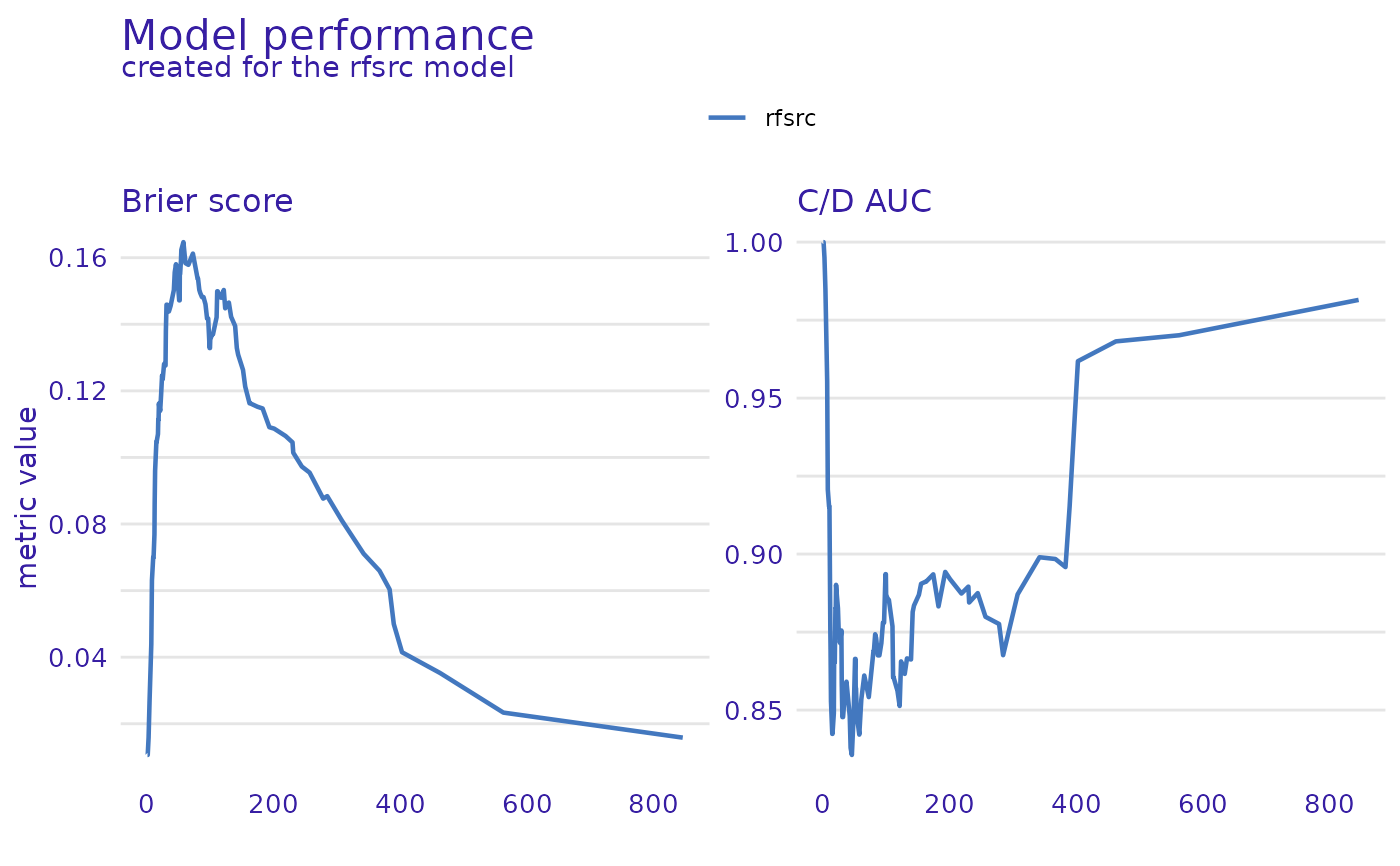 Model performance
created for the rfsrc model
rfsrc
Brier score
C/D AUC
metric value
0.16
0.12
0.08
0.04
0 200 400 600 800
1.00
0.95
0.90
0.85
0 200 400 600 800